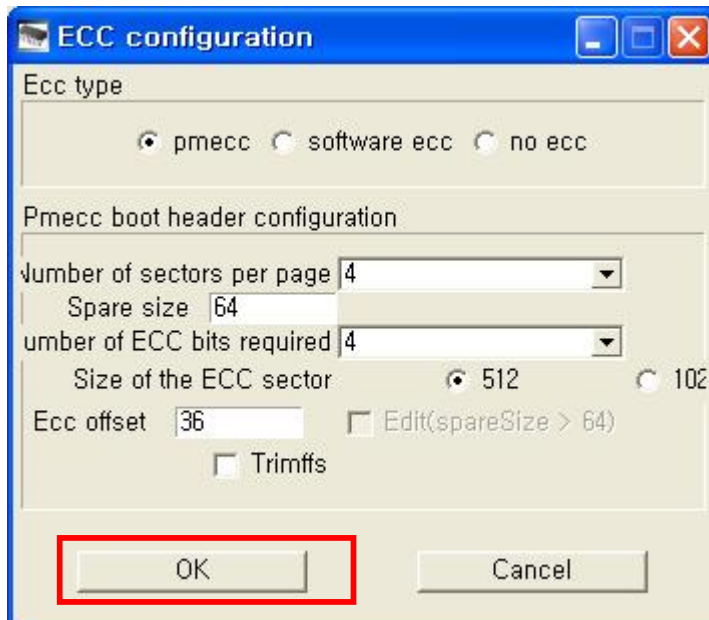 ECC configuration
Ecc type
pmecc software ecc no ecc
Pmecc boot header configuration
umber of sectors per page 4
Spare size 64
umber of ECC bits required 4
Size of the ECC sector 512 102
Ecc offset 36 Edit(spareSize > 64)
Trimffs
OK Cancel